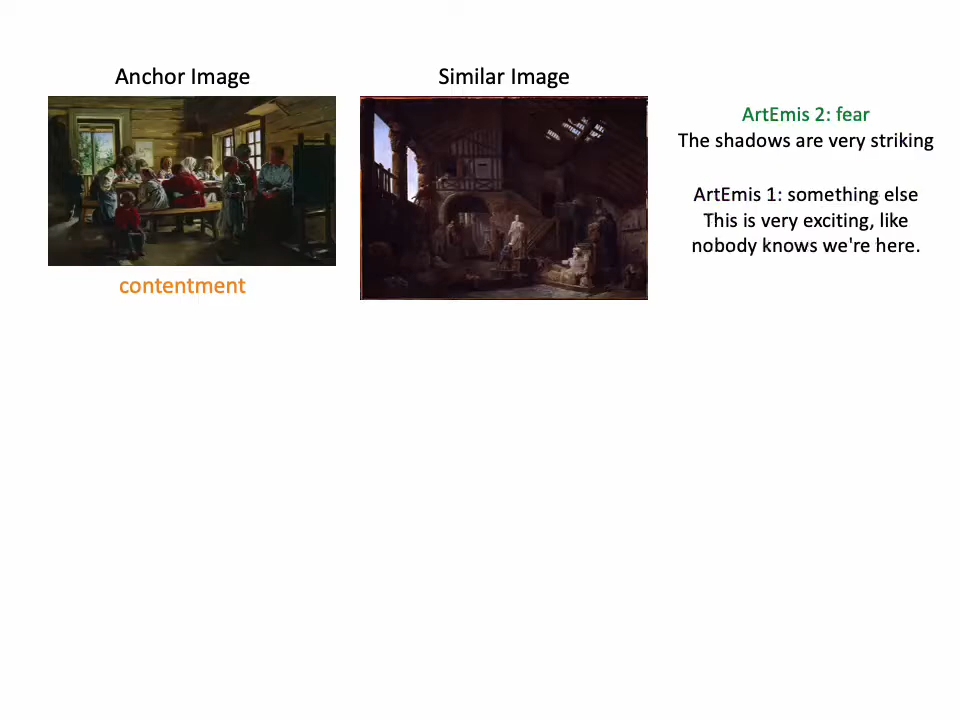 Anchor Image
Similar Image
ArtEmis 2: fear
The shadows are very striking
ArtEmis 1: something else
This is very exciting, like
nobody knows we're here.
contentment